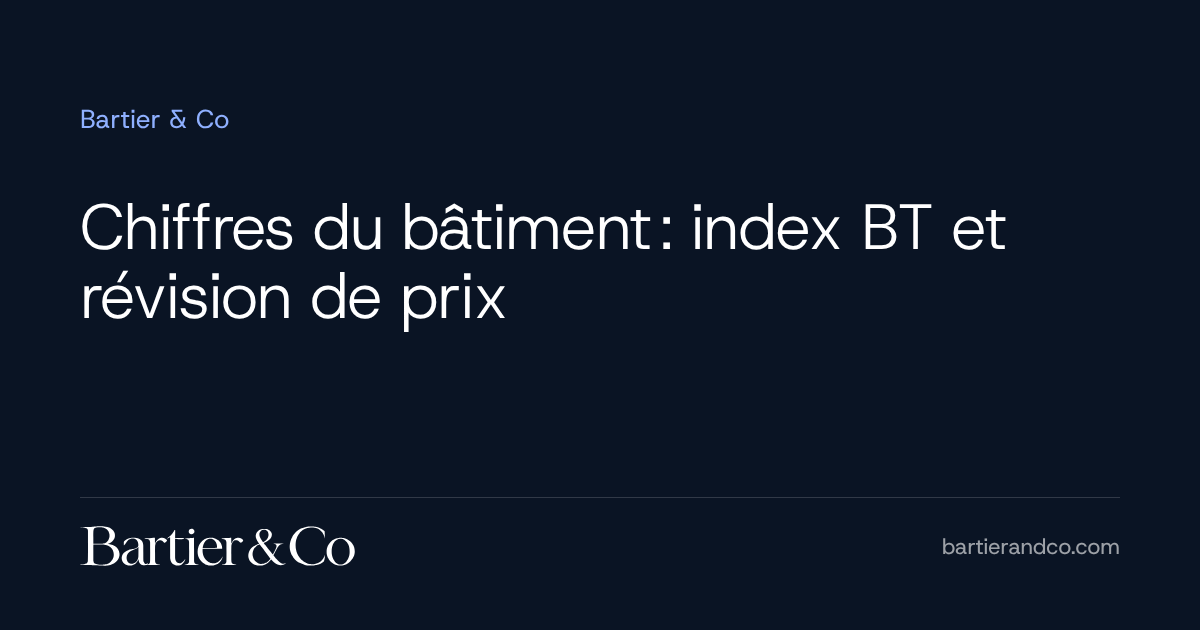 Bartier & Co
Chiffres du bâtiment : index BT et
révision de prix
Bartier & Co
bartierandco.com